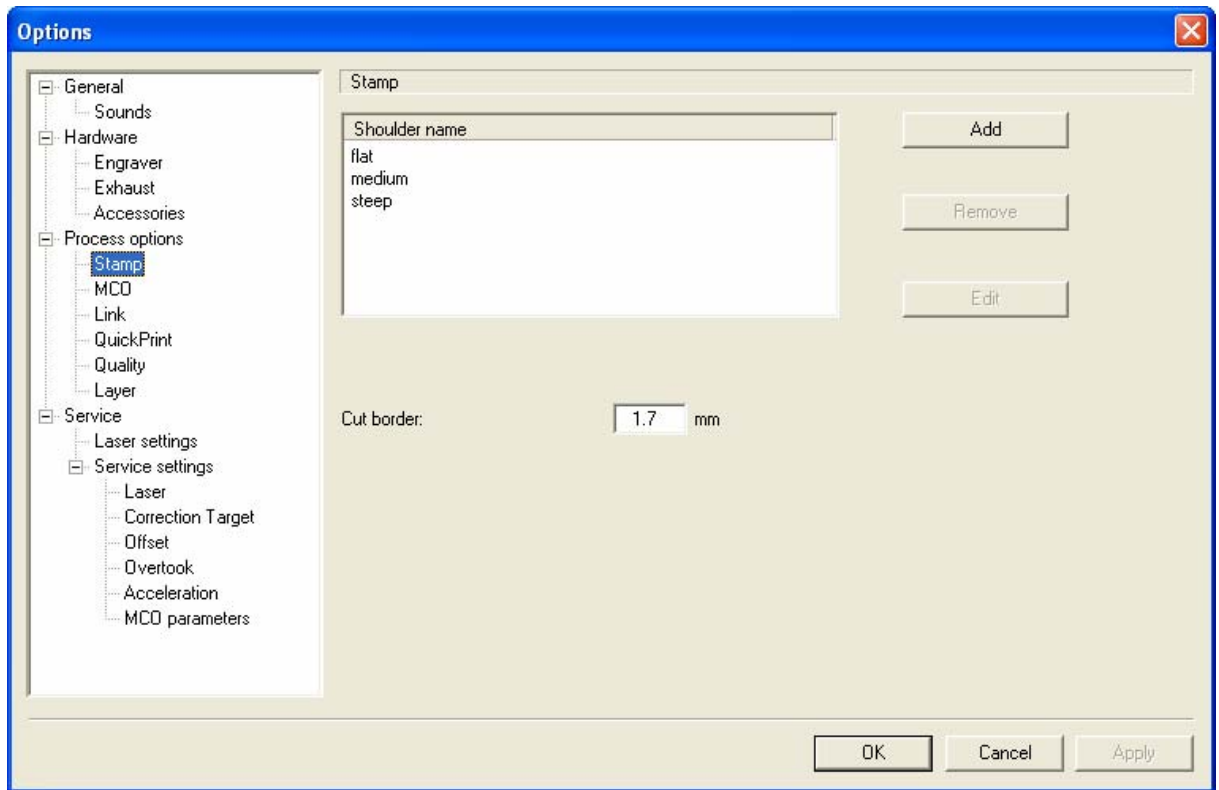 Options
General
Sounds
Hardware
Engraver
Exhaust
Accessories
Process options
Stamp
MCO
Link
QuickPrint
Quality
Layer
Service
Laser settings
Service settings
Laser
Correction Target
Offset
Overtook
Acceleration
MCO parameters
Stamp
Shoulder name
flat
medium
steep
Add
Remove
Edit
Cut border: 1.7 mm
OK Cancel Apply